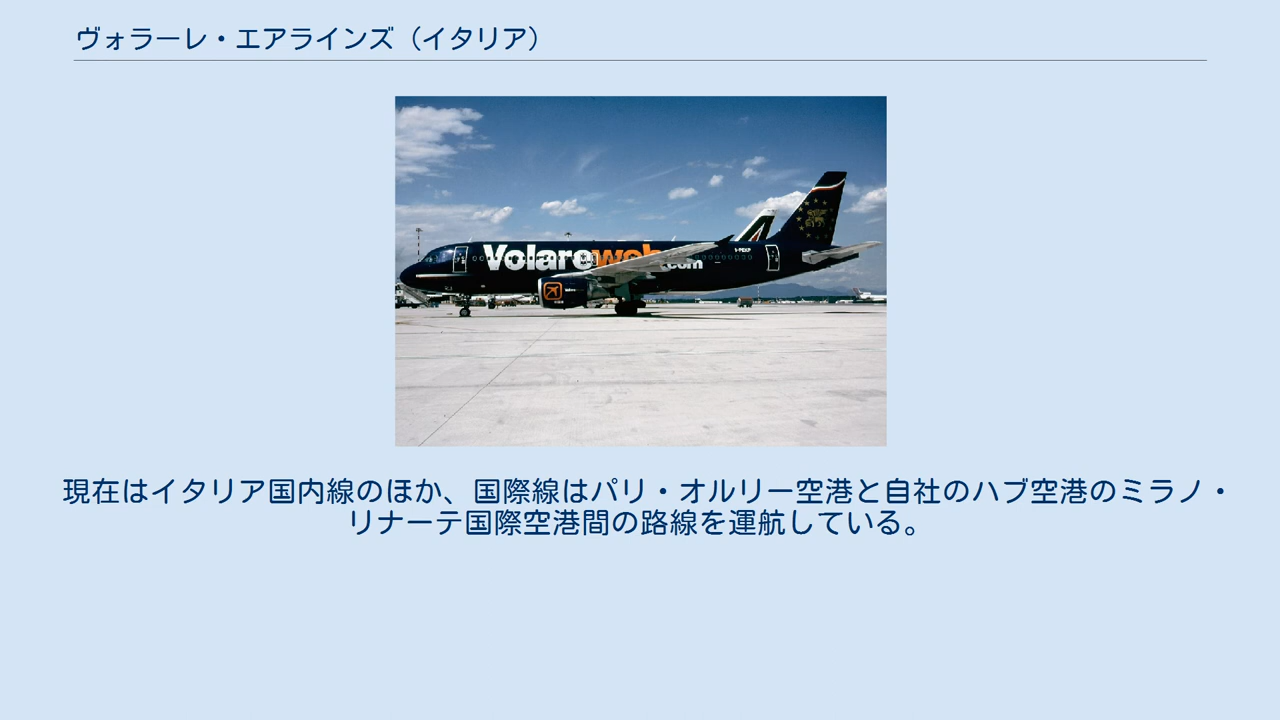 ヴォラーレ・エアラインズ（イタリア）
Volareweb.com
現在はイタリア国内線のほか、国際線はパリ・オルリー空港と自社のハブ空港のミラノ・
リナーテ国際空港間の路線を運航している。